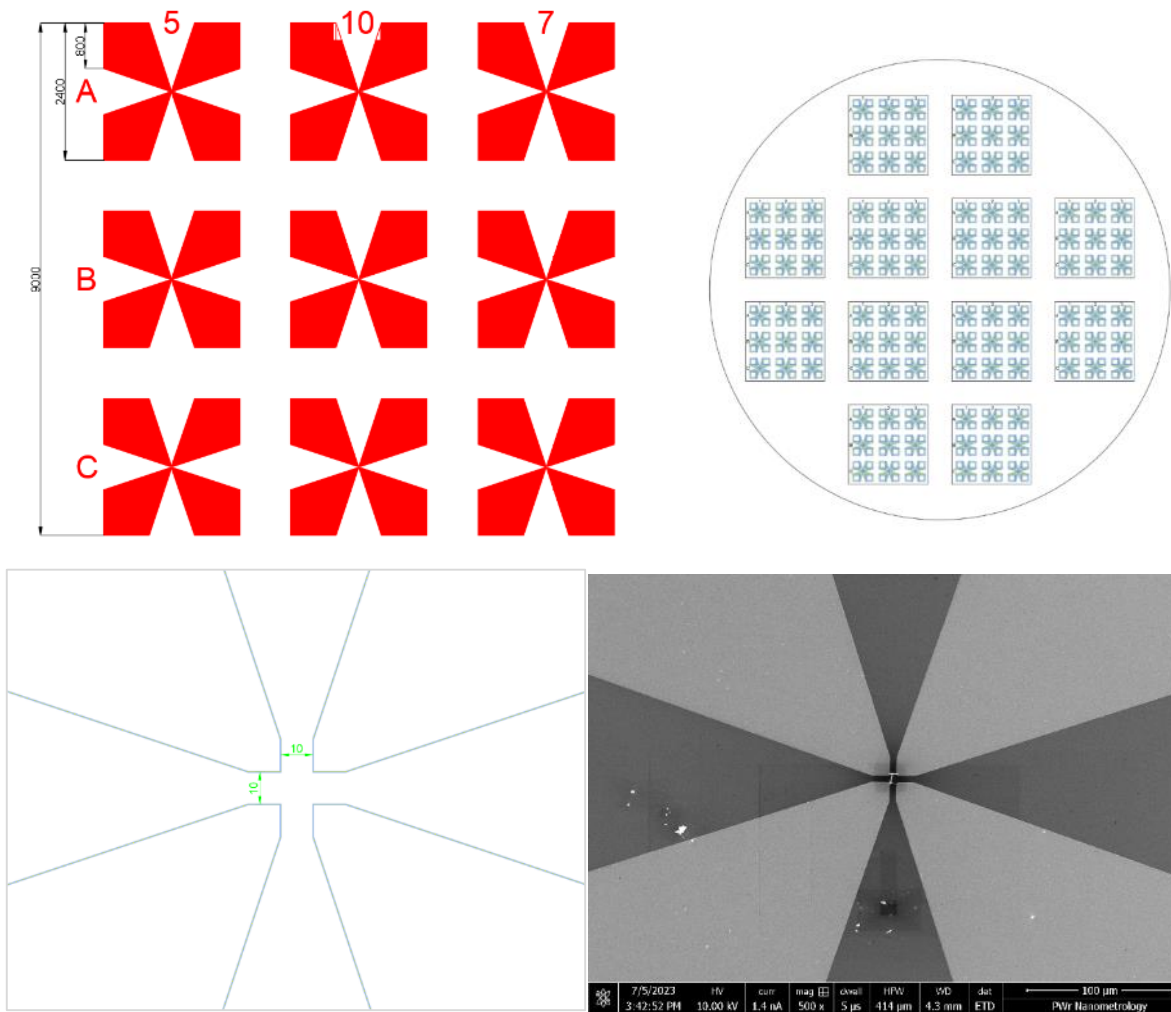 5 10 7
800
2400
A
9000
B
C
10
10
7/5/2023 HV curr mag dwell HFW WD det 100 µm
3:42:52 PM 10.00 kV 1.4 nA 500 x 5 µs 414 µm 4.3 mm ETD PWr Nanometrology